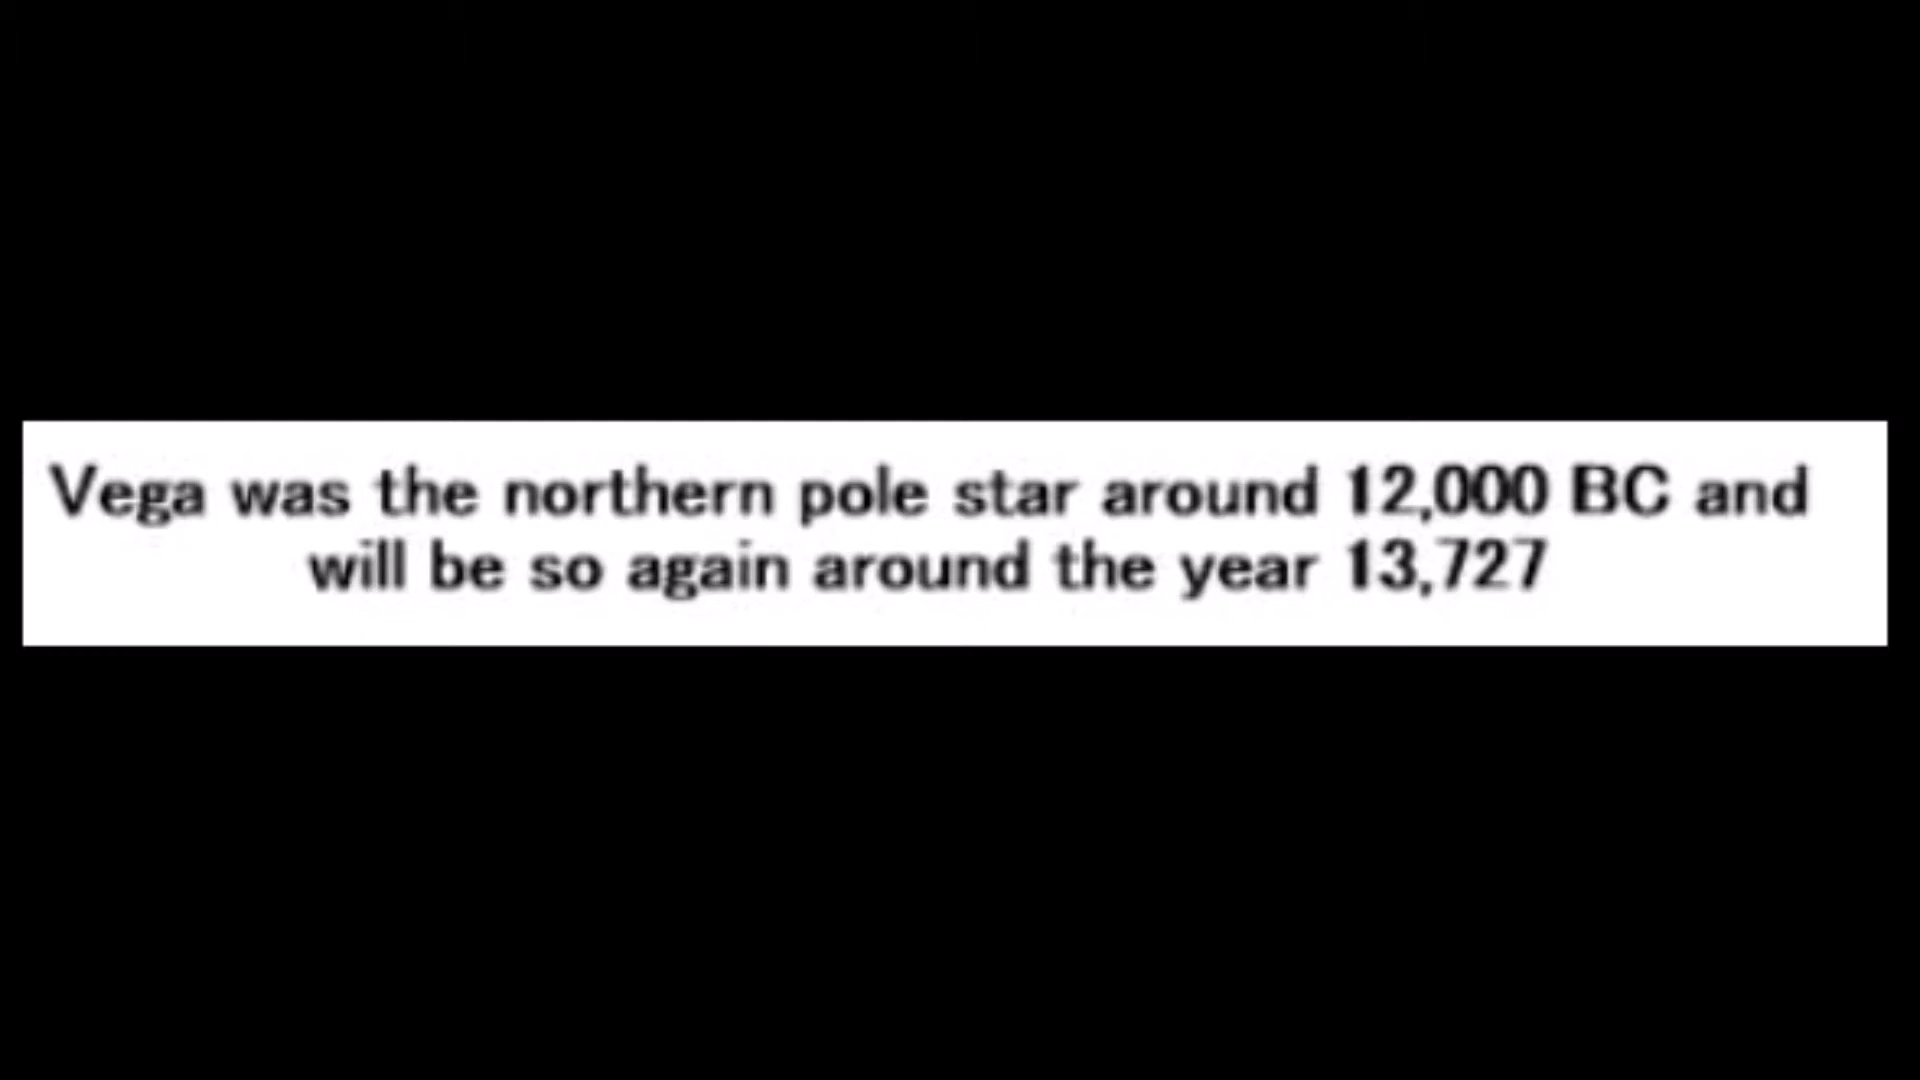 Vega was the northern pole star around 12,000 BC and
will be so again around the year 13,727